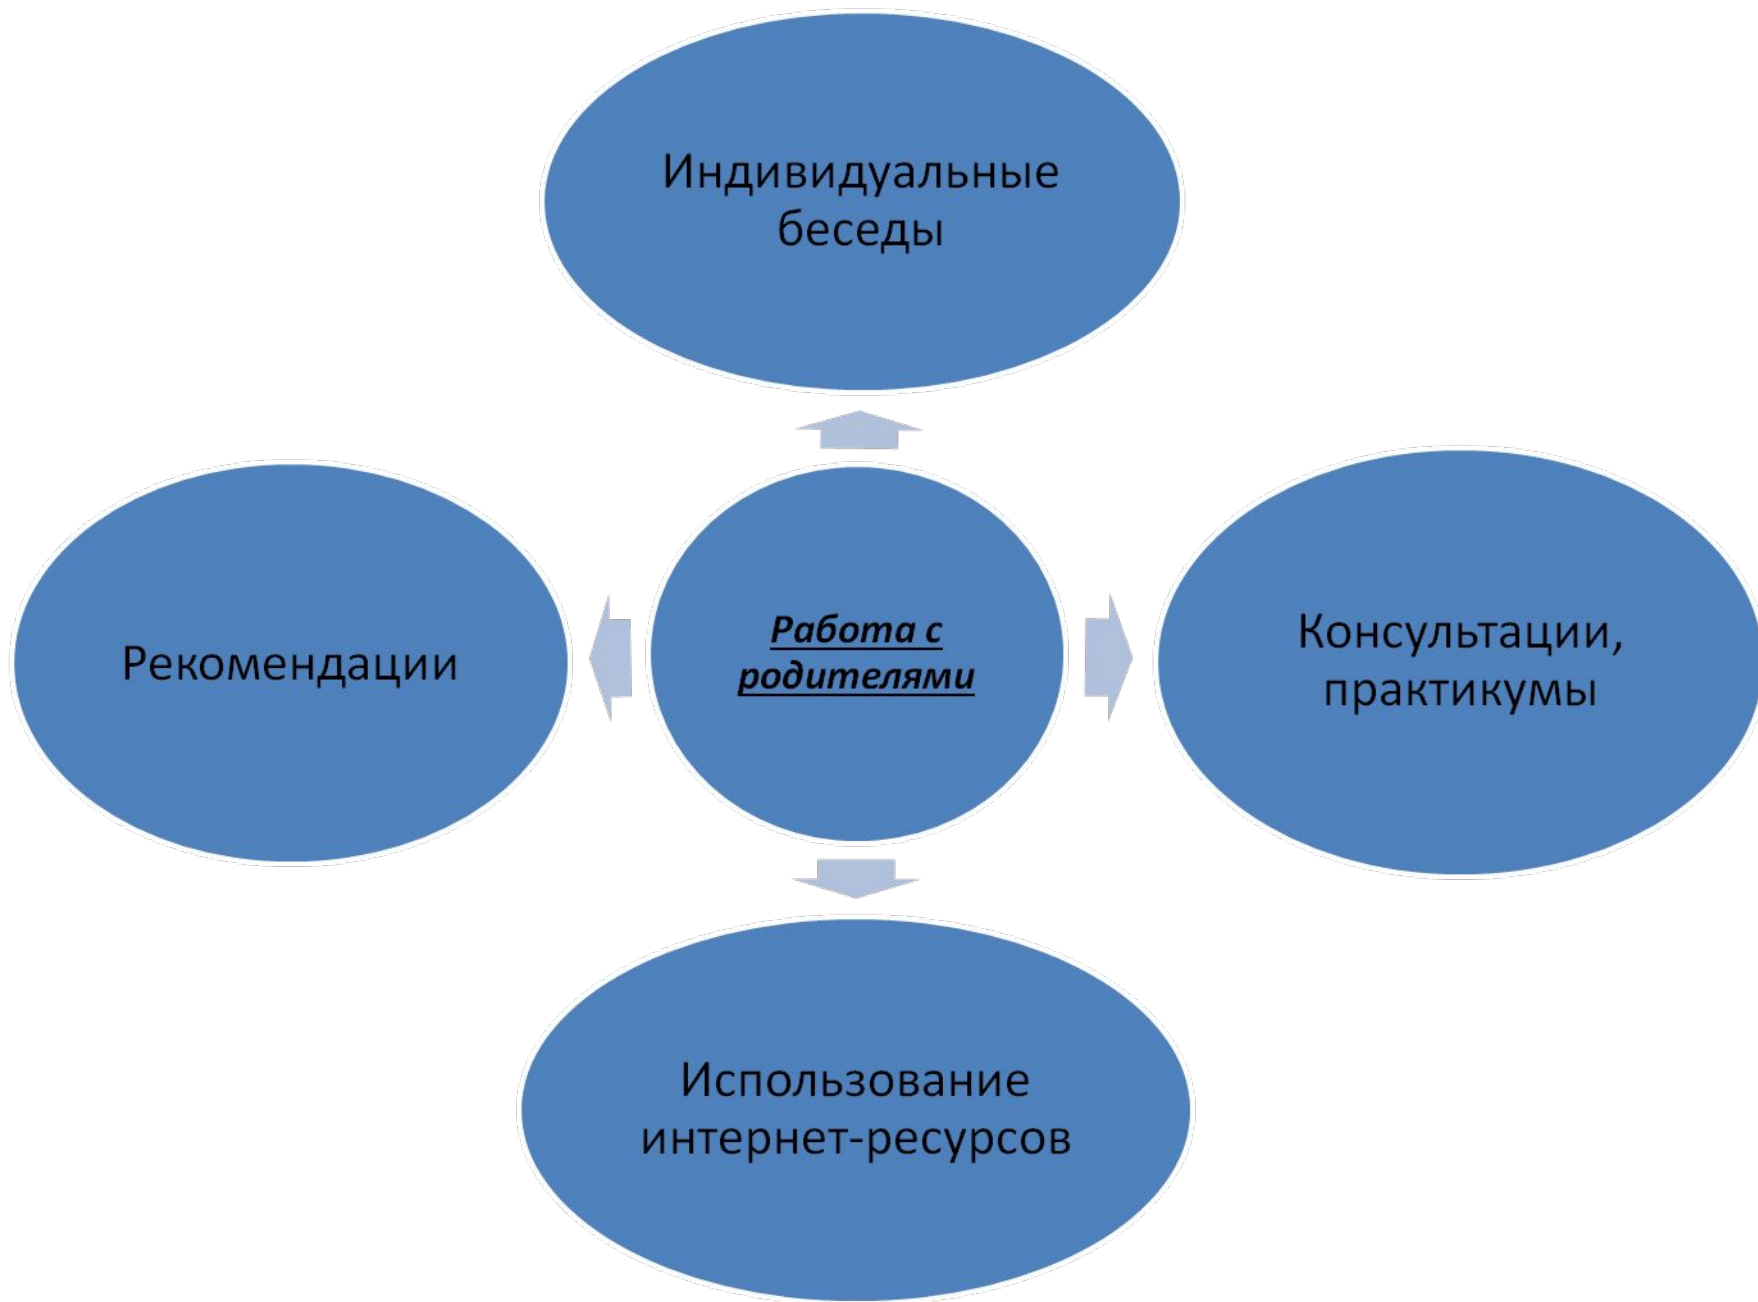 Индивидуальные
беседы
Рекомендации
Работа с
родителями
Консультации,
практикумы
Использование
интернет-ресурсов